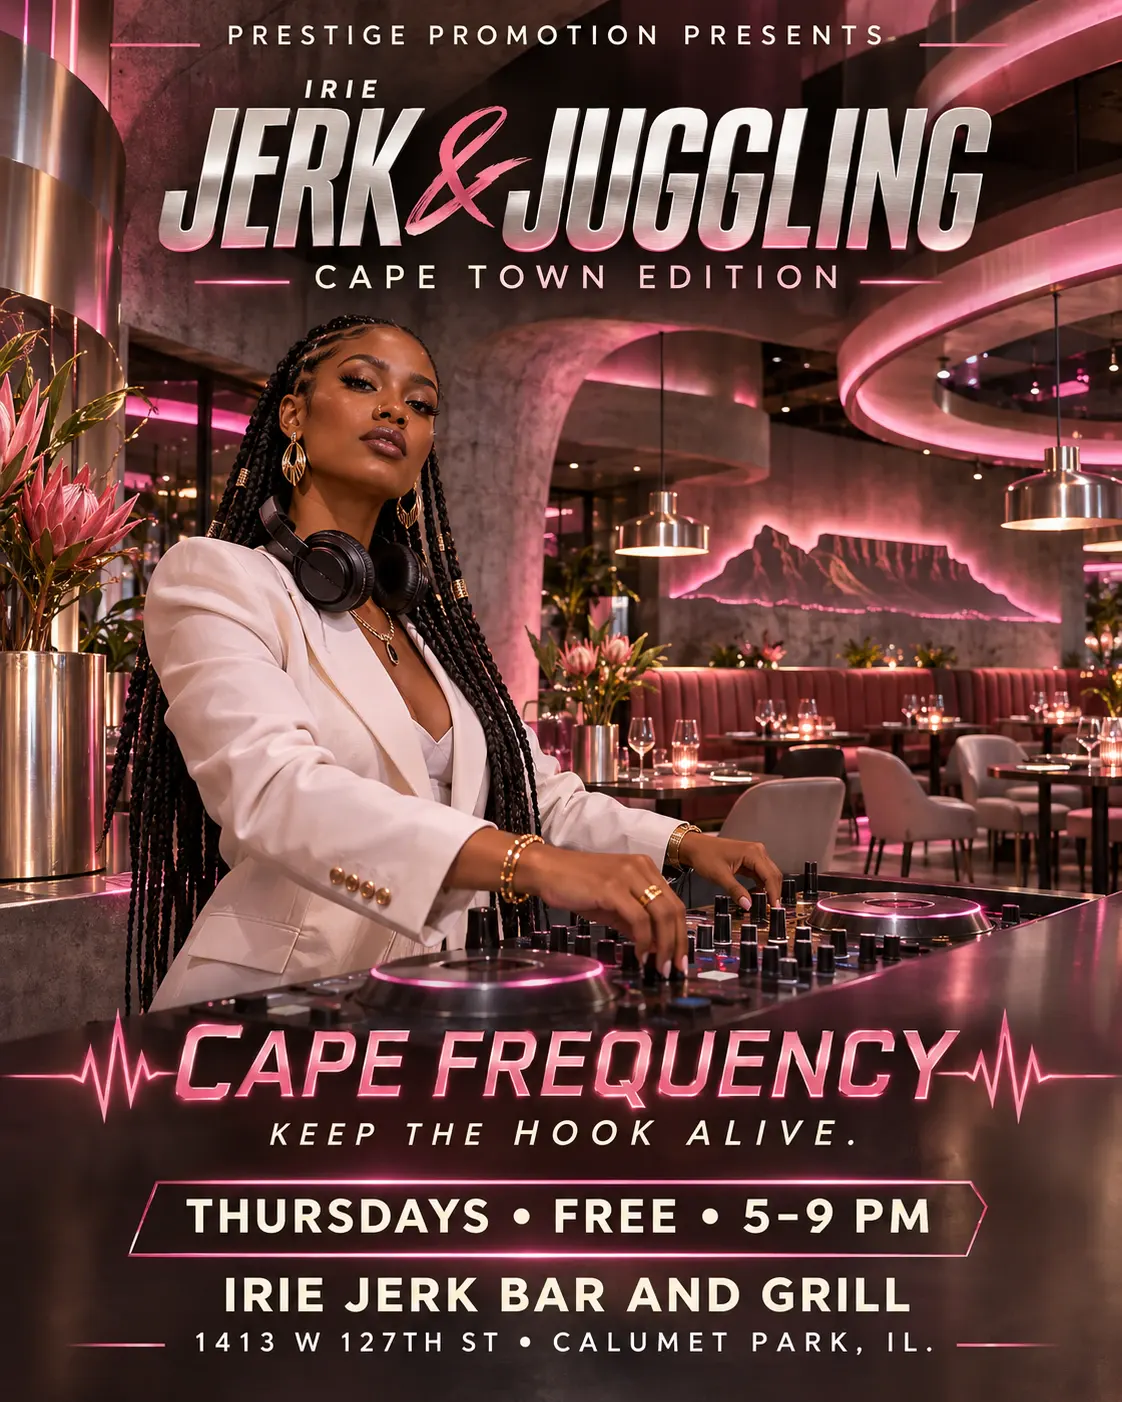 PRESTIGE PROMOTION PRESENTS
IRIE
JERK & JUGGLING
CAPE TOWN EDITION
CAPE FREQUENCY
KEEP THE HOOK ALIVE.
THURSDAYS • FREE • 5–9 PM
IRIE JERK BAR AND GRILL
1413 W 127TH ST • CALUMET PARK, IL.